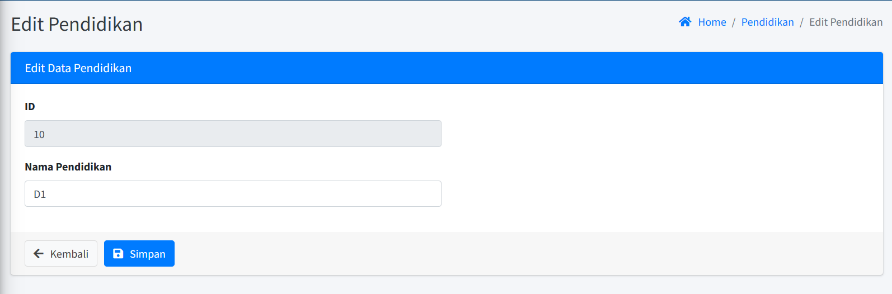 Edit Pendidikan
Home / Pendidikan / Edit Pendidikan
Edit Data Pendidikan
ID
10
Nama Pendidikan
D1
Kembali
Simpan